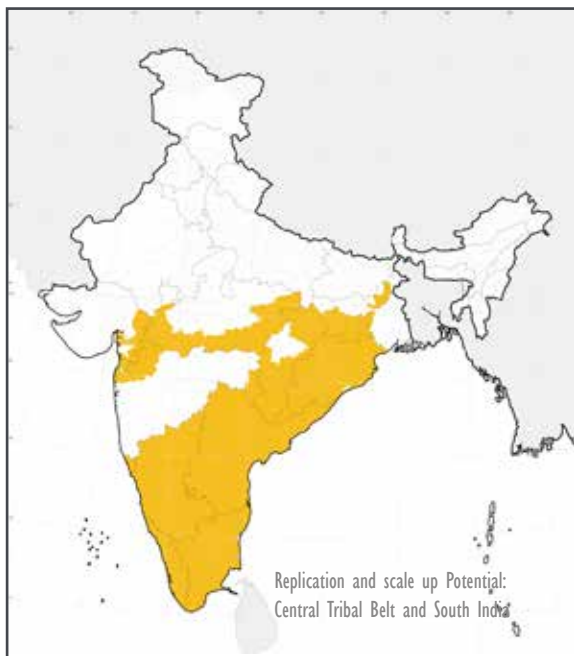 Replication and scale up Potential:
Central Tribal Belt and South India